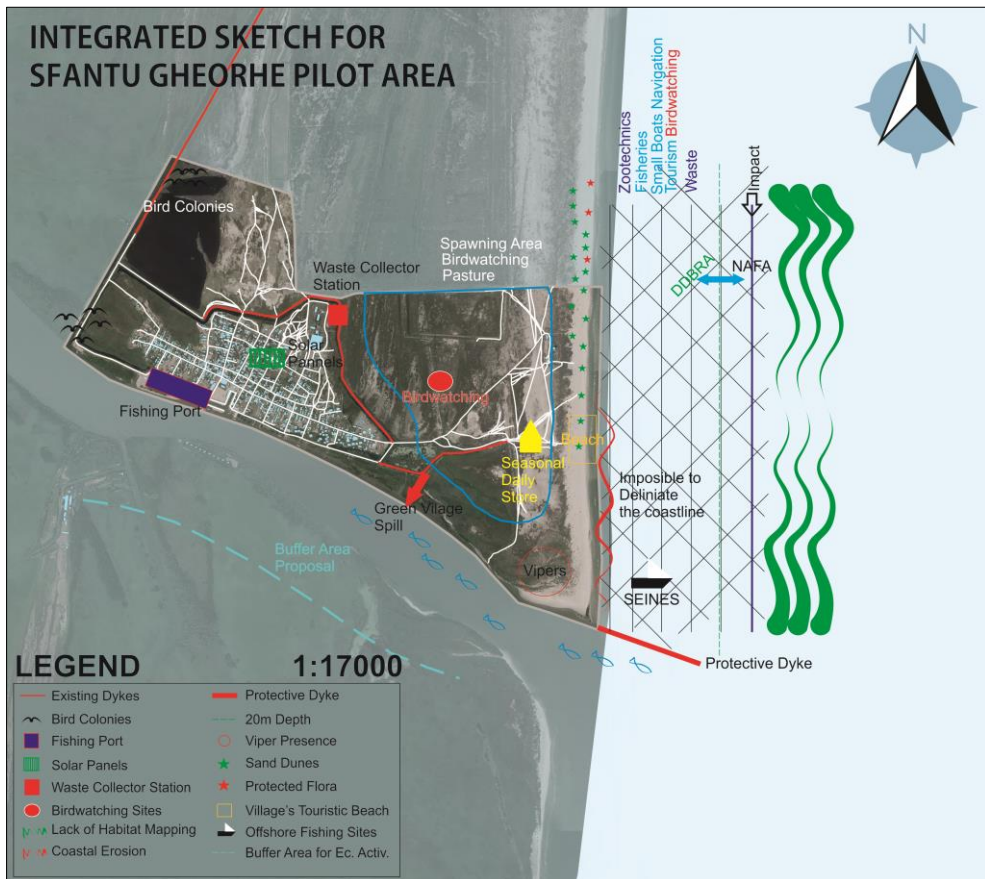 INTEGRATED SKETCH FOR
SFANTU GHEORHE PILOT AREA
N
Zootechnics
Fisheries
Small Boats Navigation
Tourism Birdwatching
Waste
Impact
Bird Colonies
Spawning Area
Birdwatching
Pasture
Waste Collector
Station
DDBRA
NAFA
Solar
Pannels
Birdwatching
Fishing Port
Beach
Seasonal
Daily
Store
Imposible to
Deliniate
the coastline
Green Vilage
Spill
Buffer Area
Proposal
Vipers
SEINES
Protective Dyke
LEGEND 1:17000
Existing Dykes
Bird Colonies
Fishing Port
Solar Panels
Waste Collector Station
Birdwatching Sites
Lack of Habitat Mapping
Coastal Erosion
Protective Dyke
20m Depth
Viper Presence
Sand Dunes
Protected Flora
Village's Touristic Beach
Offshore Fishing Sites
Buffer Area for Ec. Activ.